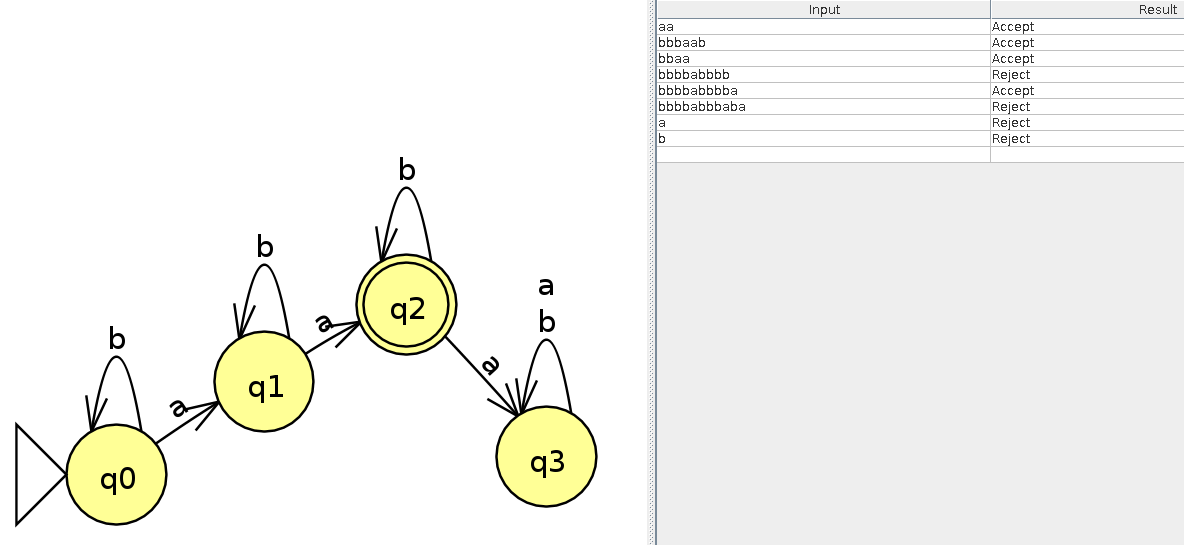 b
b
b
a
b
a
a
a
q0
q1
q2
q3
Input Result
aa Accept
bbbaab Accept
bbaa Accept
bbbbabbbb Reject
bbbbabbbba Accept
bbbbabbbaba Reject
a Reject
b Reject